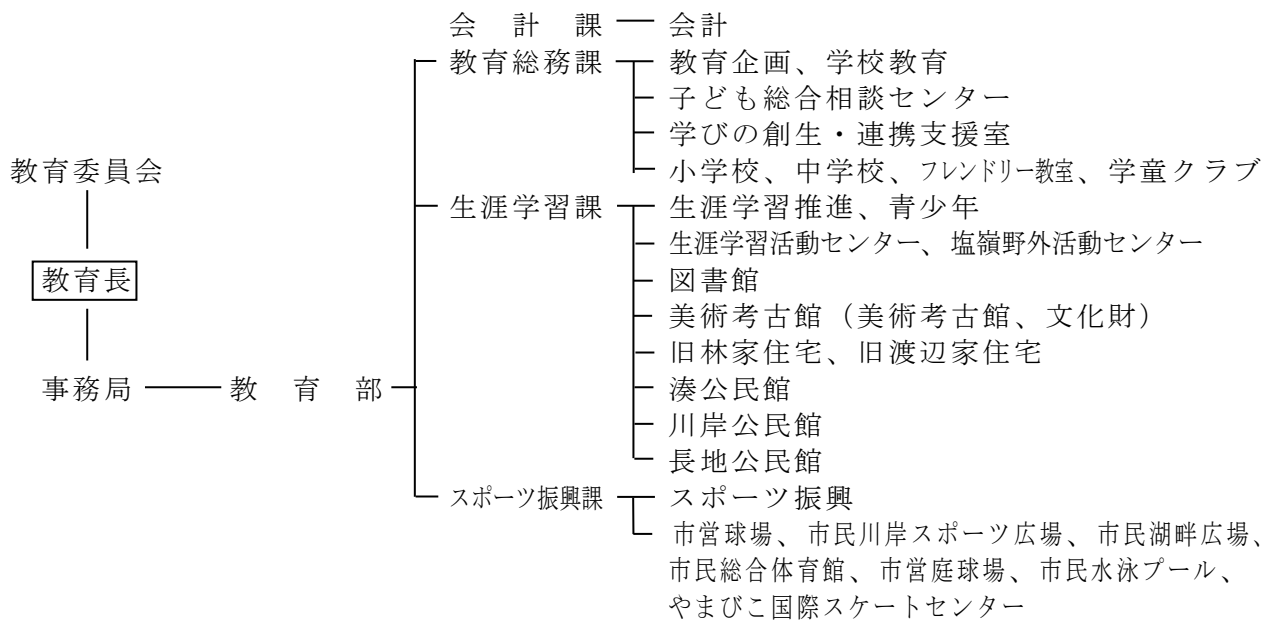 会計課 会計
教育総務課 教育企画、学校教育
子ども総合相談センター
学びの創生・連携支援室
教育委員会 小学校、中学校、フレンドリー教室、学童クラブ
生涯学習課 生涯学習推進、青少年
生涯学習活動センター、塩嶺野外活動センター
教育長 図書館
美術考古館（美術考古館、文化財）
旧林家住宅、旧渡辺家住宅
事務局 教育部 湊公民館
川岸公民館
長地公民館
スポーツ振興課 スポーツ振興
市営球場、市民川岸スポーツ広場、市民湖畔広場、
市民総合体育館、市営庭球場、市民水泳プール、
やまびこ国際スケートセンター